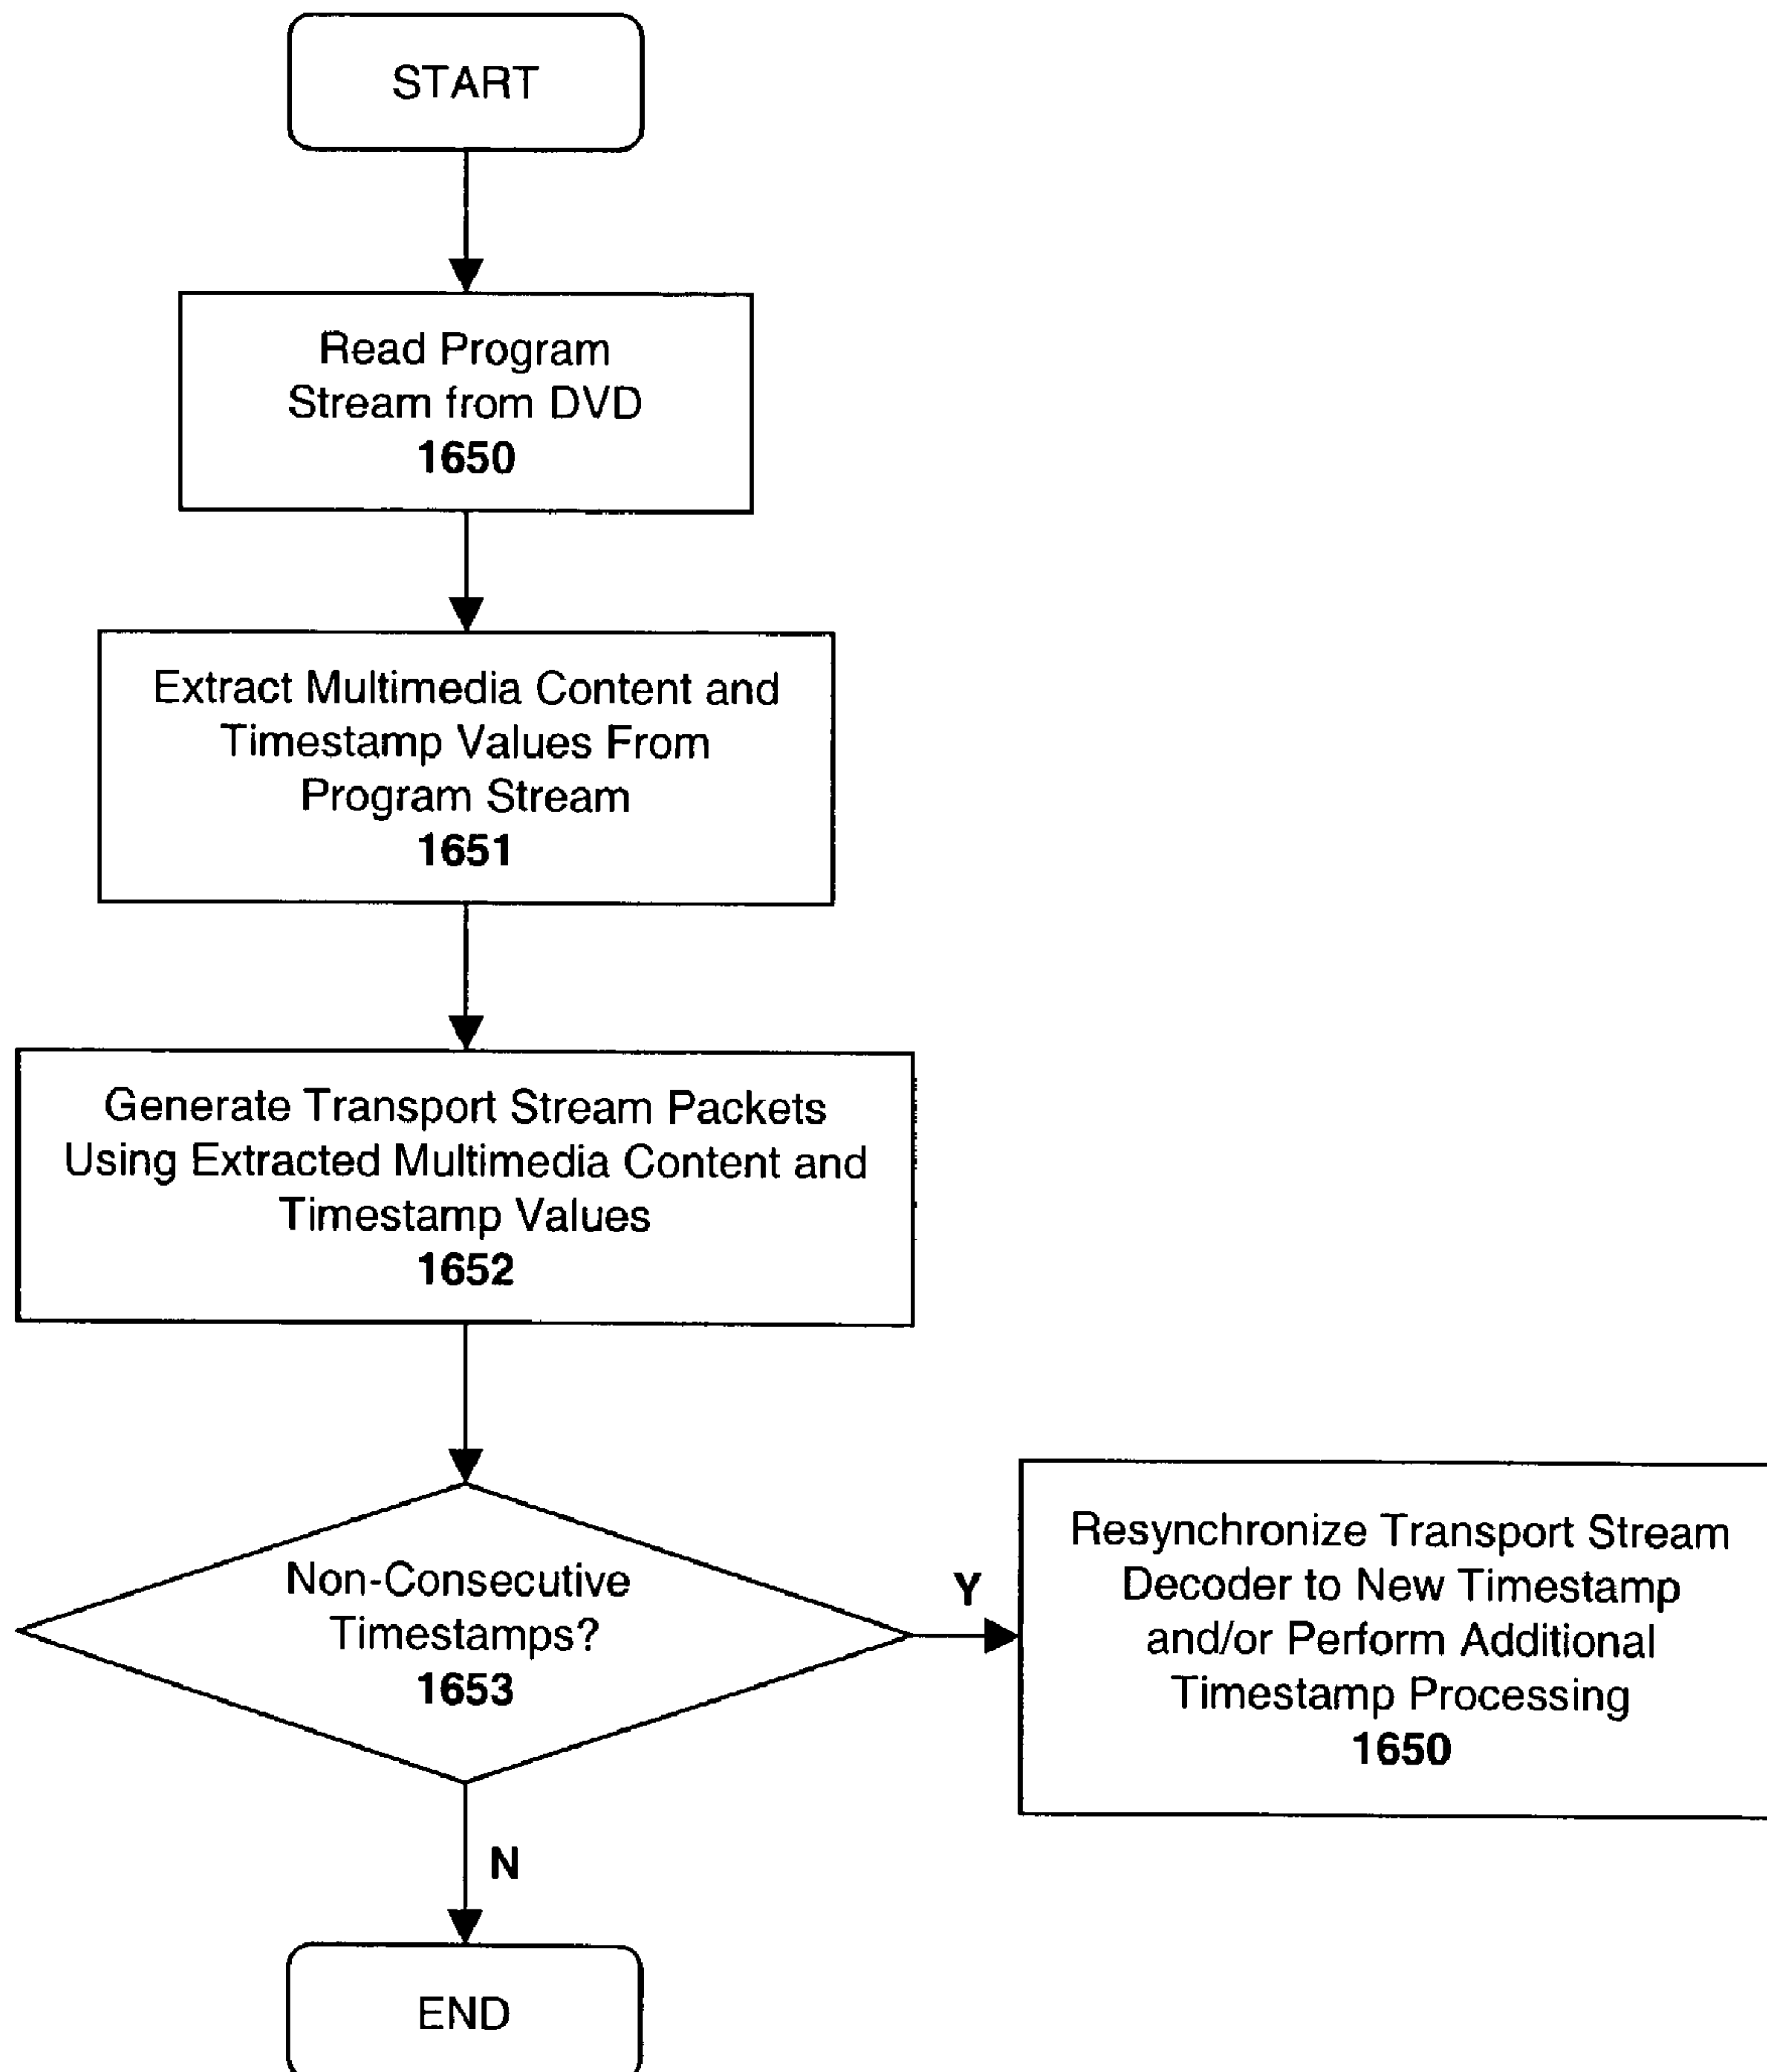 START
Read Program
Stream from DVD
1650
Extract Multimedia Content and
Timestamp Values From
Program Stream
1651
Generate Transport Stream Packets
Using Extracted Multimedia Content and
Timestamp Values
1652
Non-Consecutive
Timestamps?
1653
Y
Resynchronize Transport Stream
Decoder to New Timestamp
and/or Perform Additional
Timestamp Processing
1650
N
END